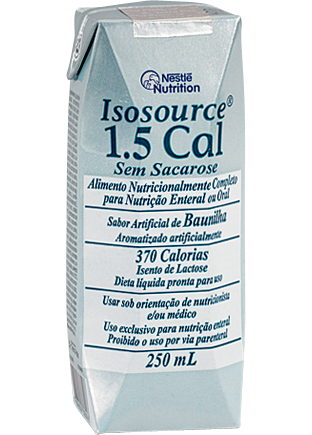 Nestlé
Nutrition
Isosource®
1.5 Cal
Sem Sacarose
Alimento Nutricionalmente Completo
para Nutrição Enteral ou Oral
Sabor Artificial de Baunilha
Aromatizado artificialmente
370 Calorias
Isento de Lactose
Dieta líquida pronta para uso
Usar sob orientação de nutricionista
e/ou médico
Uso exclusivo para nutrição enteral
Proibido o uso por via parenteral
250 mL